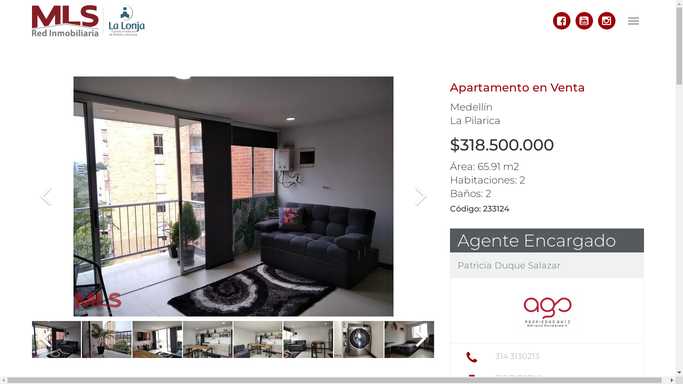 MLS
Red Inmobiliaria
La Lonja
Apartamento en Venta
Medellín
La Pilarica
$318.500.000
Área: 65.91 m2
Habitaciones: 2
Baños: 2
Código: 233124
Agente Encargado
Patricia Duque Salazar
MLS
ago
314 3130213